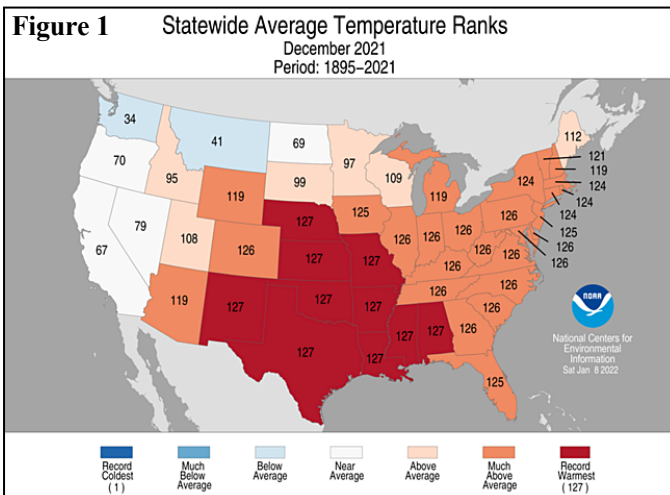 Figure 1
Statewide Average Temperature Ranks
December 2021
Period: 1895–2021
34
41
69
97
112
121
119
124
124
124
125
126
126
70
95
119
99
109
119
124
126
67
79
108
126
127
125
126
126
126
126
126
127
127
126
126
119
127
127
127
126
126
126
126
127
127
127
127
125
NOAA
National Centers for
Environmental
Information
Sat Jan 8 2022
Record
Coldest
(1)
Much
Below
Average
Below
Average
Near
Average
Above
Average
Much
Above
Average
Record
Warmest
(127)